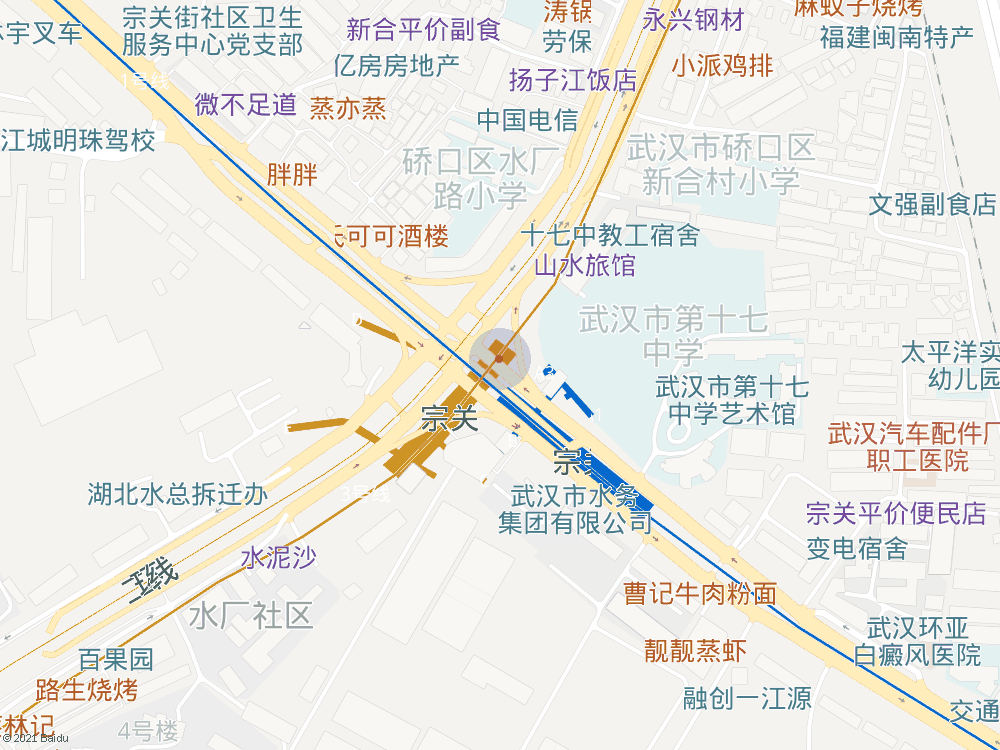 宗关街社区卫生
服务中心党支部
新合平价副食
涛锅
劳保
永兴钢材
麻蚁子烧烤
福建闽南特产
宇叉车
亿房房地产
扬子江饭店
小派鸡排
1号线
微不足道
蒸亦蒸
中国电信
江城明珠驾校
硚口区水厂
路小学
武汉市硚口区
新合村小学
胖胖
文强副食店
可可酒楼
十七中教工宿舍
山水旅馆
武汉市第十七
中学
太平洋实
幼儿园
武汉市第十七
中学艺术馆
宗关
武汉汽车配件厂
职工医院
宗关
湖北水总拆迁办
3号线
武汉市水务
集团有限公司
宗关平价便民店
变电宿舍
水泥沙
二环线
曹记牛肉粉面
水厂社区
武汉环亚
白癜风医院
百果园
靓靓蒸虾
路生烧烤
融创一江源
交通
林记
4号楼
© 2021 Baidu